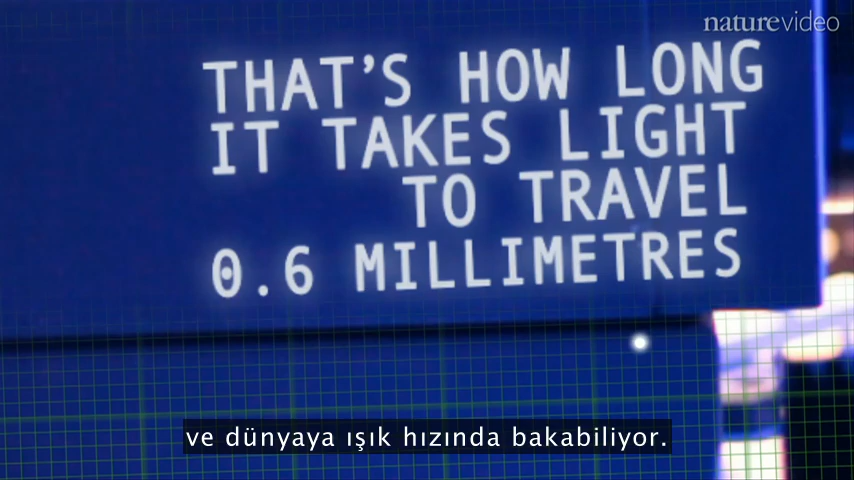 naturevideo
THAT'S HOW LONG
IT TAKES LIGHT
TO TRAVEL
0.6 MILLIMETRES
ve dünyaya ışık hızında bakabiliyor.